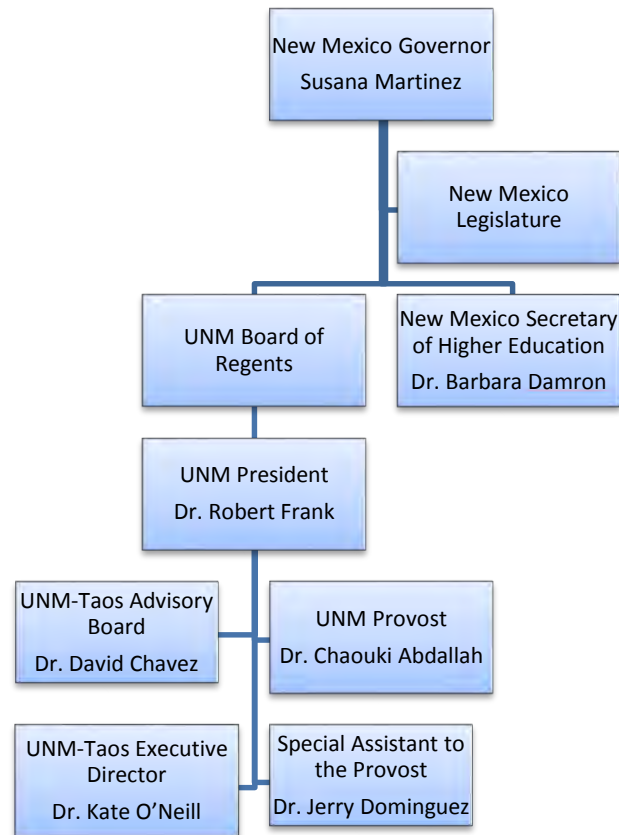 New Mexico Governor
Susana Martinez
New Mexico
Legislature
UNM Board of
Regents
New Mexico Secretary
of Higher Education
Dr. Barbara Damron
UNM President
Dr. Robert Frank
UNM-Taos Advisory
Board
Dr. David Chavez
UNM Provost
Dr. Chaouki Abdallah
UNM-Taos Executive
Director
Dr. Kate O’Neill
Special Assistant to
the Provost
Dr. Jerry Dominguez